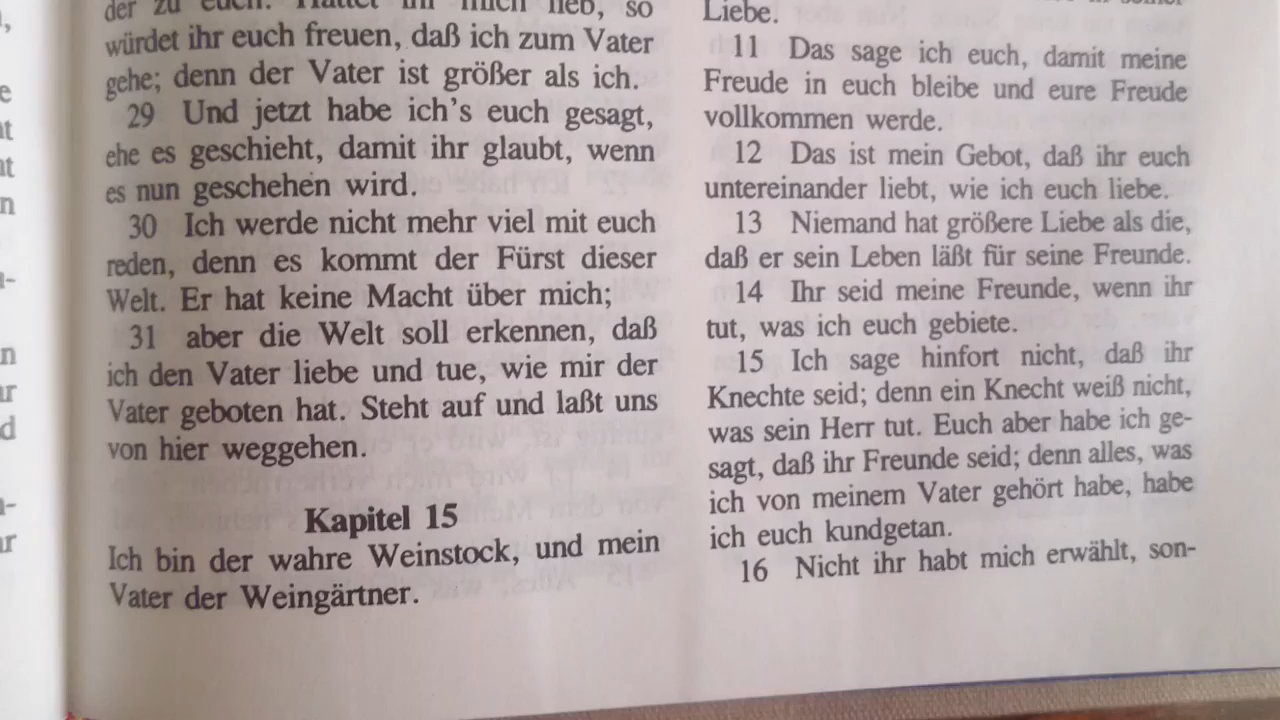 der zu euch. Hättet ihr mich lieb, so
würdet ihr euch freuen, daß ich zum Vater
gehe; denn der Vater ist größer als ich.
29 Und jetzt habe ich's euch gesagt,
ehe es geschieht, damit ihr glaubt, wenn
es nun geschehen wird.
30 Ich werde nicht mehr viel mit euch
reden, denn es kommt der Fürst dieser
Welt. Er hat keine Macht über mich;
31 aber die Welt soll erkennen, daß
ich den Vater liebe und tue, wie mir der
Vater geboten hat. Steht auf und laßt uns
von hier weggehen.
Kapitel 15
Ich bin der wahre Weinstock, und mein
Vater der Weingärtner.
Liebe.
11 Das sage ich euch, damit meine
Freude in euch bleibe und eure Freude
vollkommen werde.
12 Das ist mein Gebot, daß ihr euch
untereinander liebt, wie ich euch liebe.
13 Niemand hat größere Liebe als die,
daß er sein Leben läßt für seine Freunde.
14 Ihr seid meine Freunde, wenn ihr
tut, was ich euch gebiete.
15 Ich sage hinfort nicht, daß ihr
Knechte seid; denn ein Knecht weiß nicht,
was sein Herr tut. Euch aber habe ich ge-
sagt, daß ihr Freunde seid; denn alles, was
ich von meinem Vater gehört habe, habe
ich euch kundgetan.
16 Nicht ihr habt mich erwählt, son-